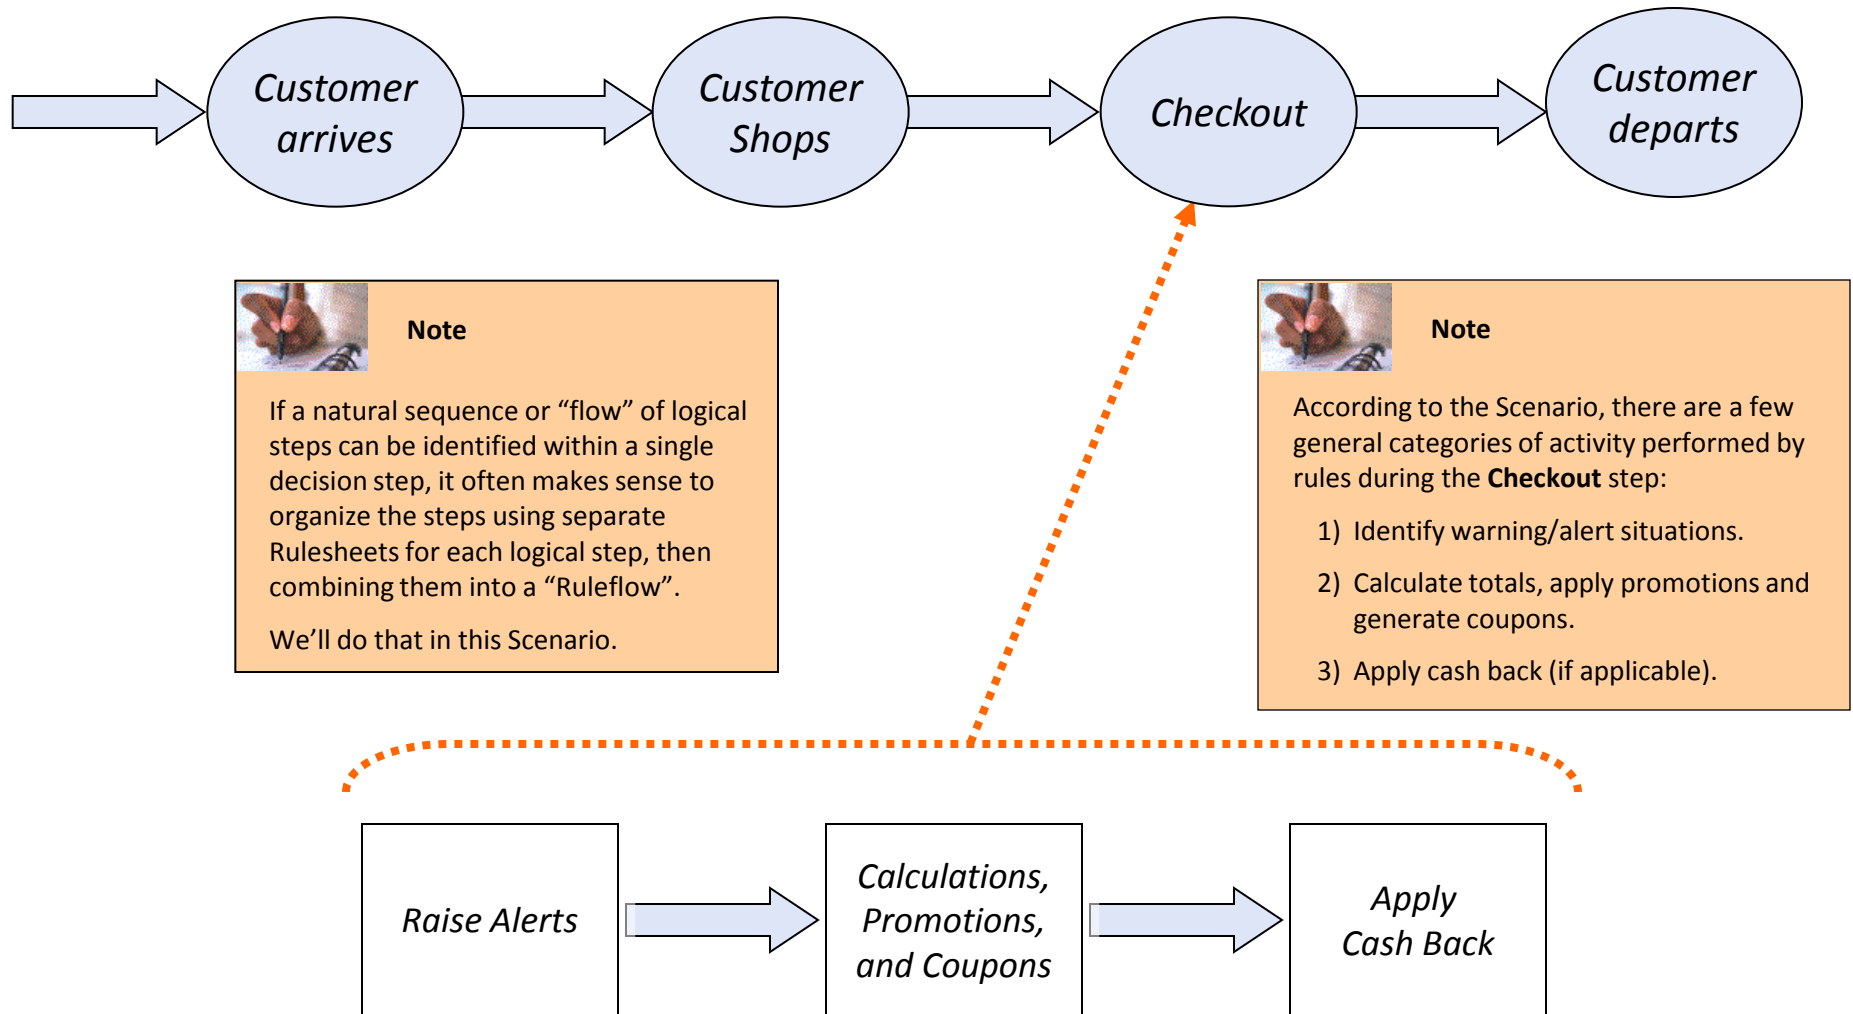 Customer
arrives
Customer
Shops
Checkout
Customer
departs
Note
If a natural sequence or “flow” of logical
steps can be identified within a single
decision step, it often makes sense to
organize the steps using separate
Rulesheets for each logical step, then
combining them into a “Ruleflow”.
We’ll do that in this Scenario.
Note
According to the Scenario, there are a few
general categories of activity performed by
rules during the Checkout step:
1) Identify warning/alert situations.
2) Calculate totals, apply promotions and
generate coupons.
3) Apply cash back (if applicable).
Raise Alerts
Calculations,
Promotions,
and Coupons
Apply
Cash Back